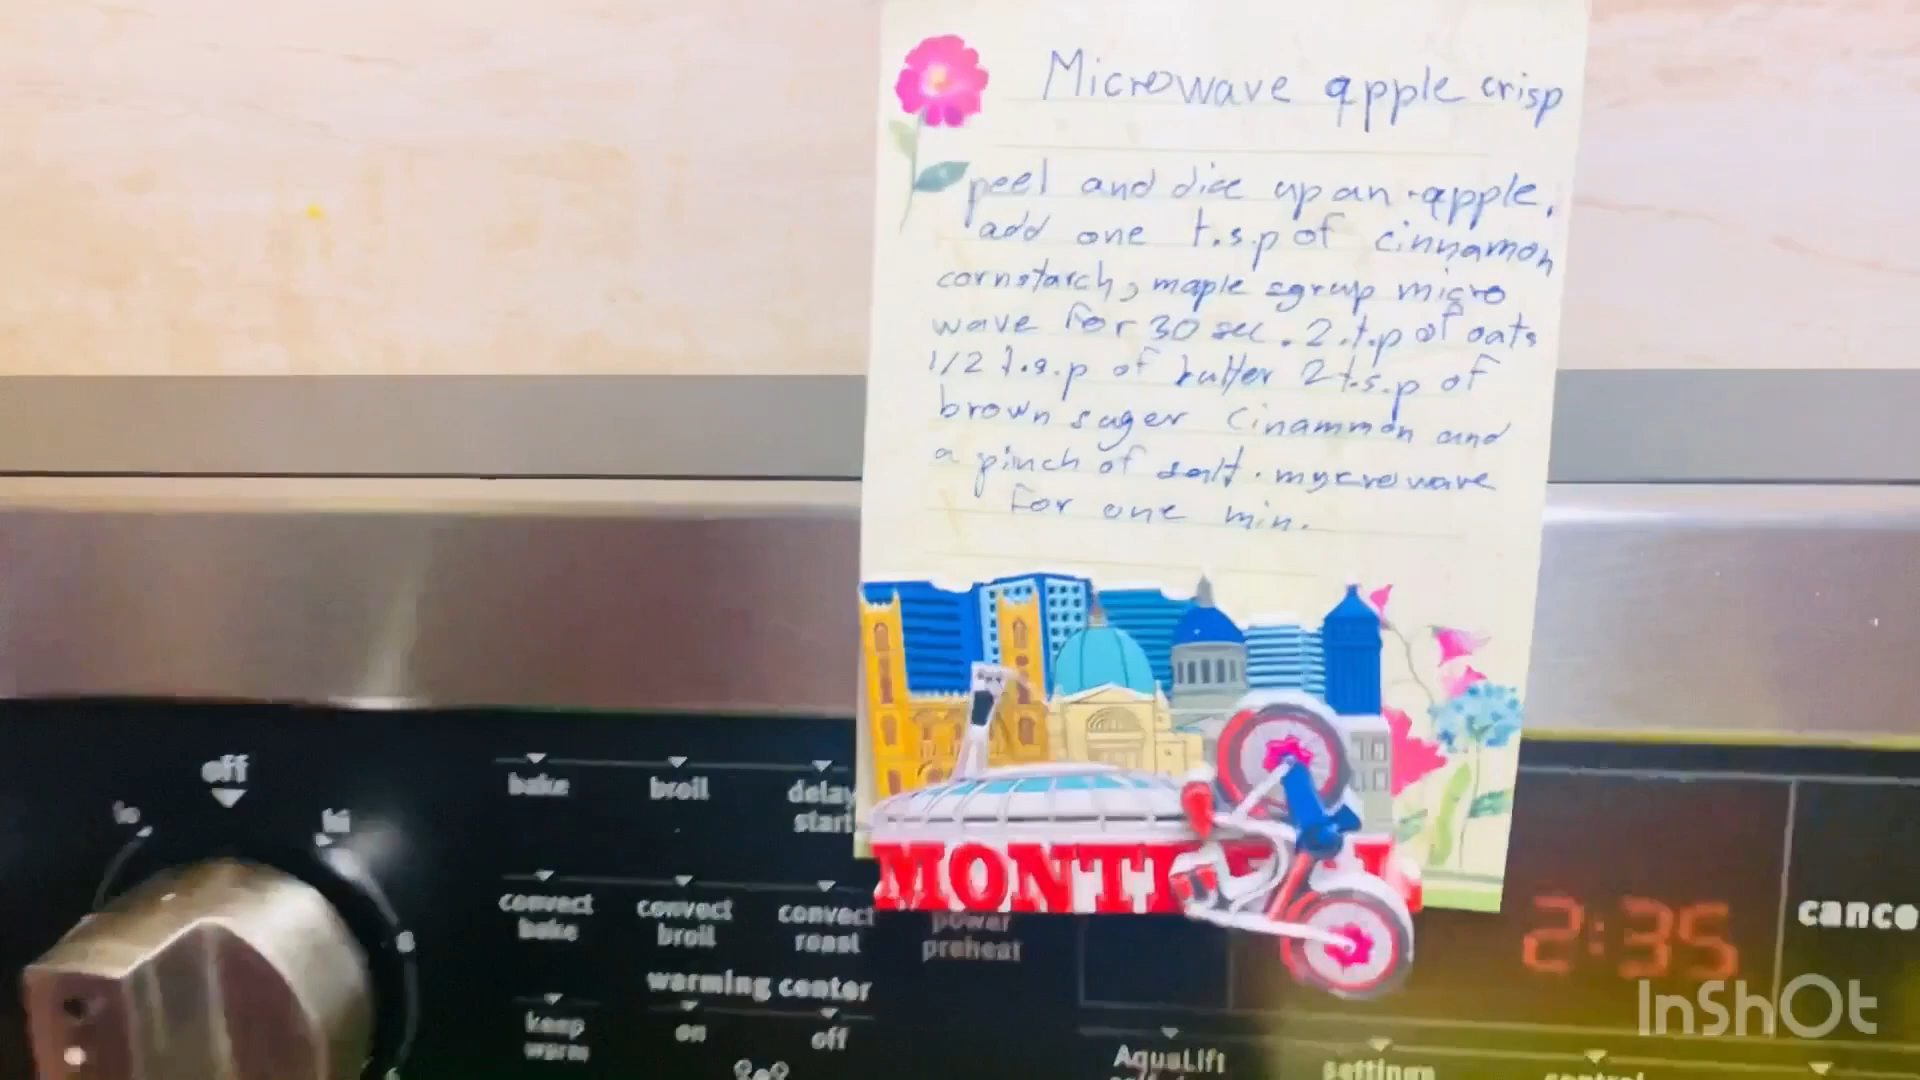 Microwave apple crisp
peel and dice up an apple.
add one t.s.p of cinnamon
cornstarch, maple sgrup micro
wave for 30 sec. 2.t.p of oats
1/2 t.s.p of butter 2 t.s.p of
brown suger Cinammon and
a pinch of salt. mycrowave
for one min.
MONT
off
lo
hi
bake
broil
delay
start
convect
bake
convect
broil
convect
roast
power
preheat
warming center
on
off
keep
warm
2:35
cance
AquaLift
settings
control
InShOt